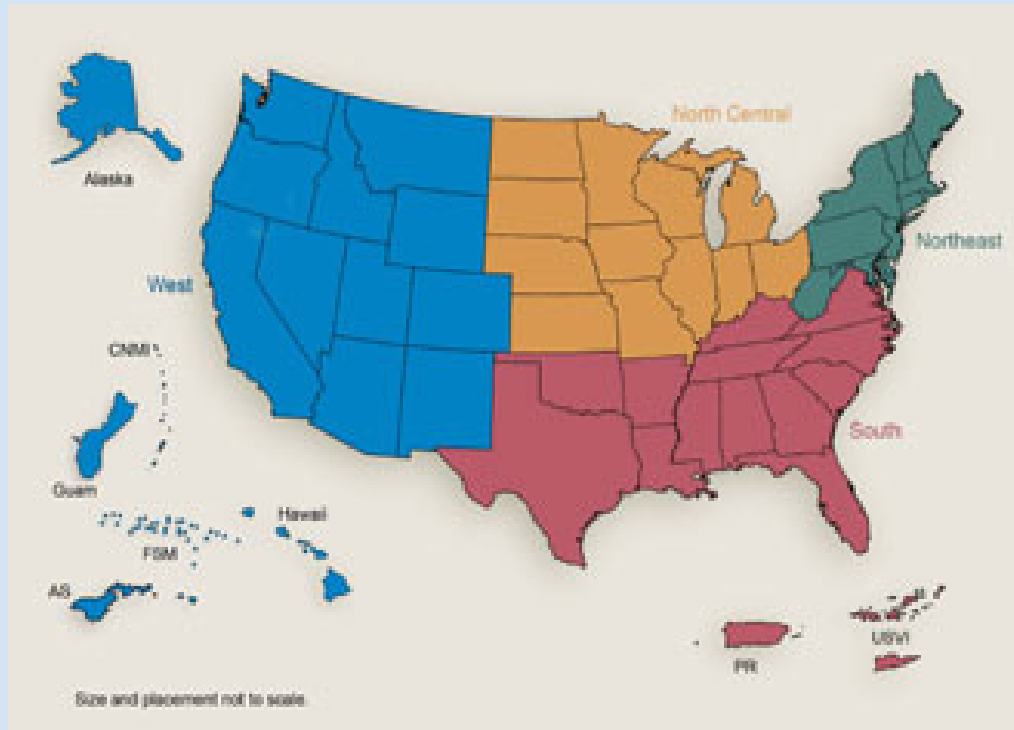 North Central
Alaska
Northeast
West
CNMI
South
Guam
Hawaii
FSM
AS
USVI
PR
Size and placement not to scale.